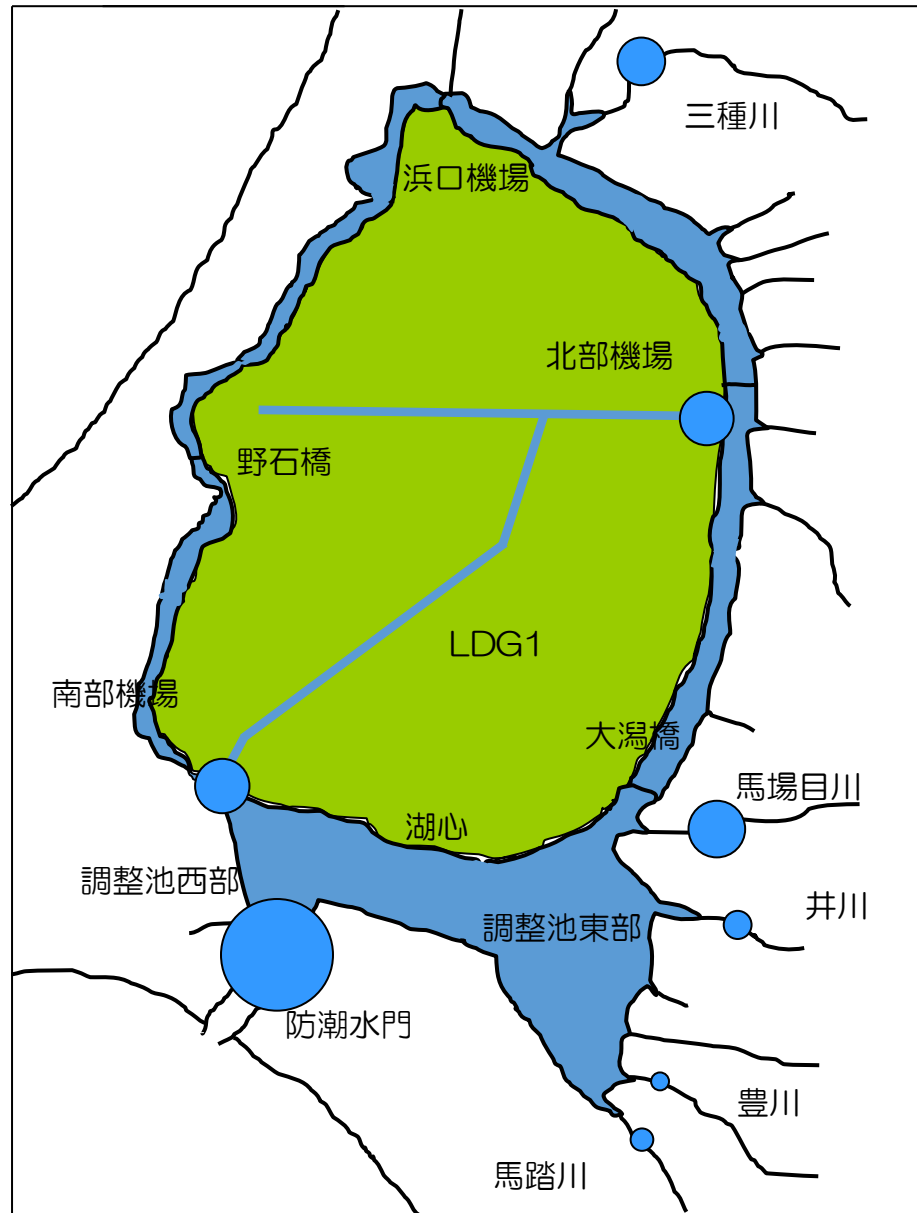 三種川
浜口機場
北部機場
野石橋
LDG1
南部機場
大潟橋
馬場目川
湖心
調整池西部
井川
調整池東部
防潮水門
豊川
馬踏川